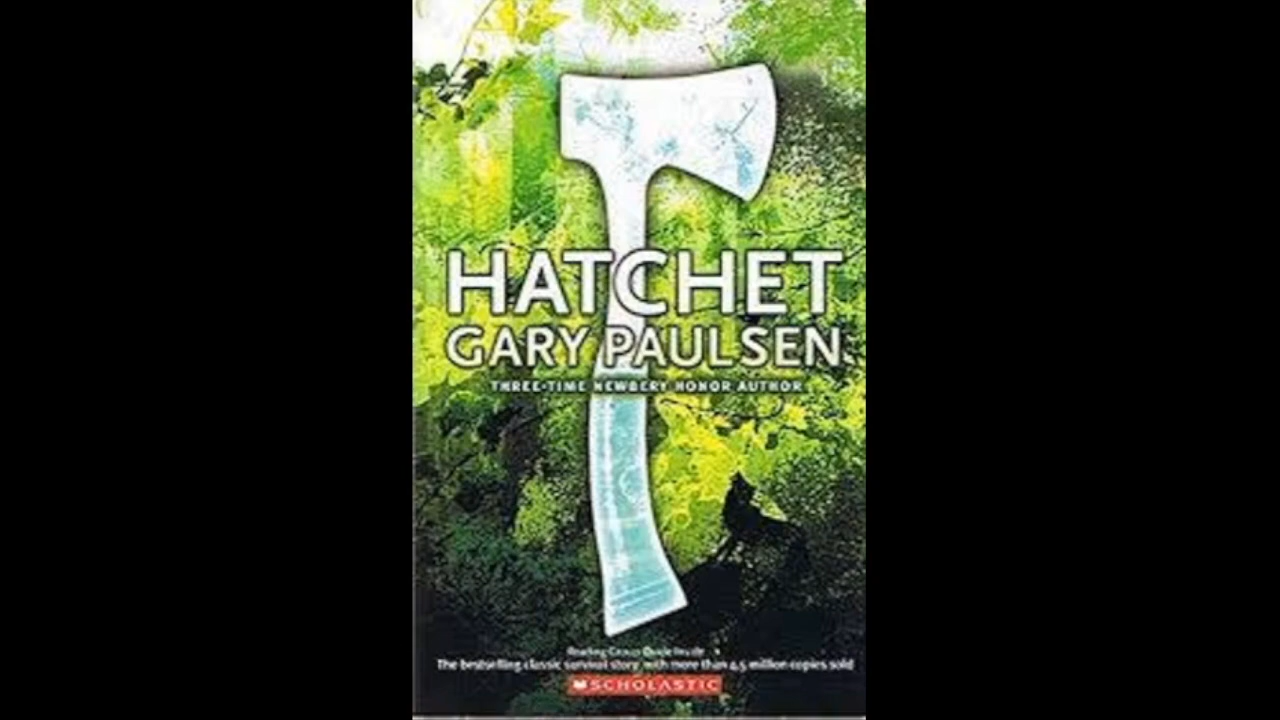 HATCHET
GARY PAULSEN
THREE-TIME NEWBERY HONOR AUTHOR
Reading Group Guide Inside
The bestselling classic survival story, with more than 4.5 million copies sold
SCHOLASTIC